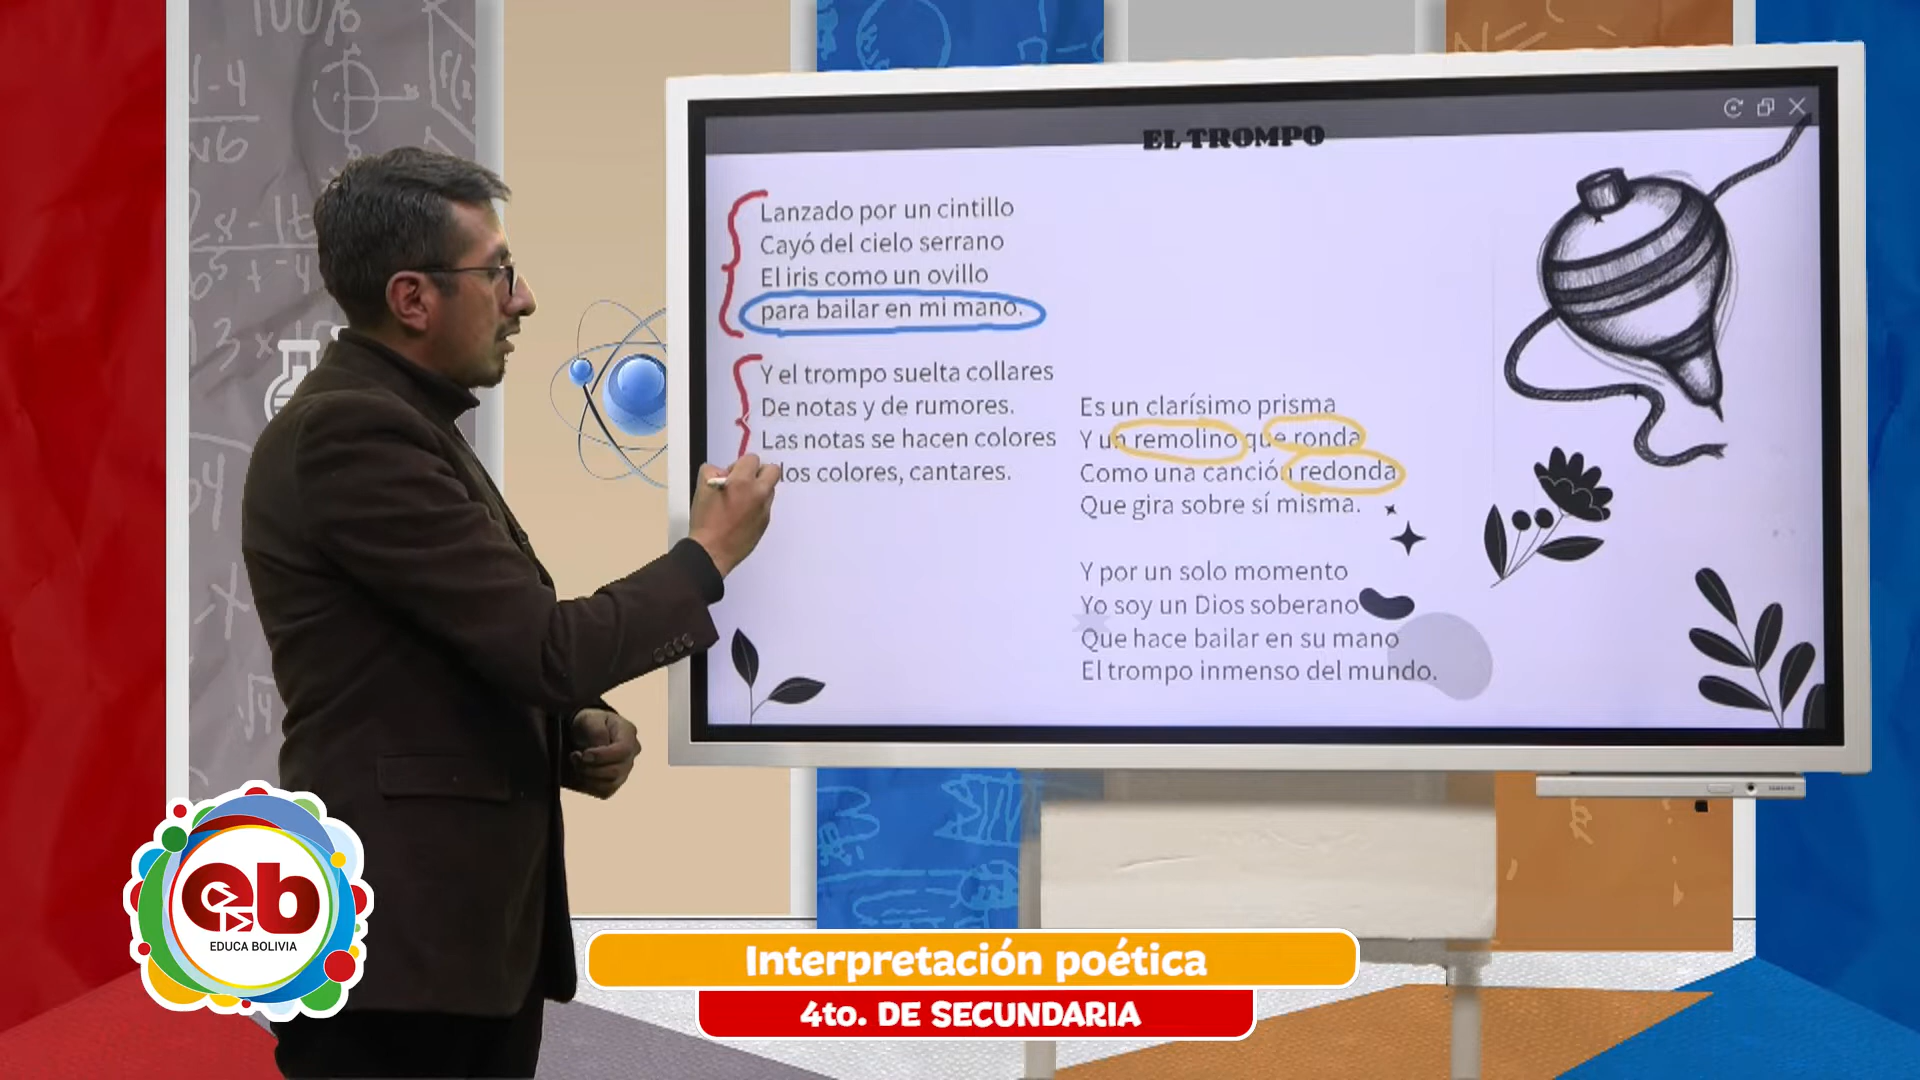 EL TROMPO
Lanzado por un cintillo
Cayó del cielo serrano
El iris como un ovillo
para bailar en mi mano.
Y el trompo suelta collares
De notas y de rumores.
Las notas se hacen colores
los colores, cantares.
Es un clarísimo prisma
Y un remolino que ronda
Como una canción redonda
Que gira sobre sí misma.
Y por un solo momento
Yo soy un Dios soberano
Que hace bailar en su mano
El trompo inmenso del mundo.
SAMSUNG
eb
EDUCA BOLIVIA
Interpretación poética
4to. DE SECUNDARIA